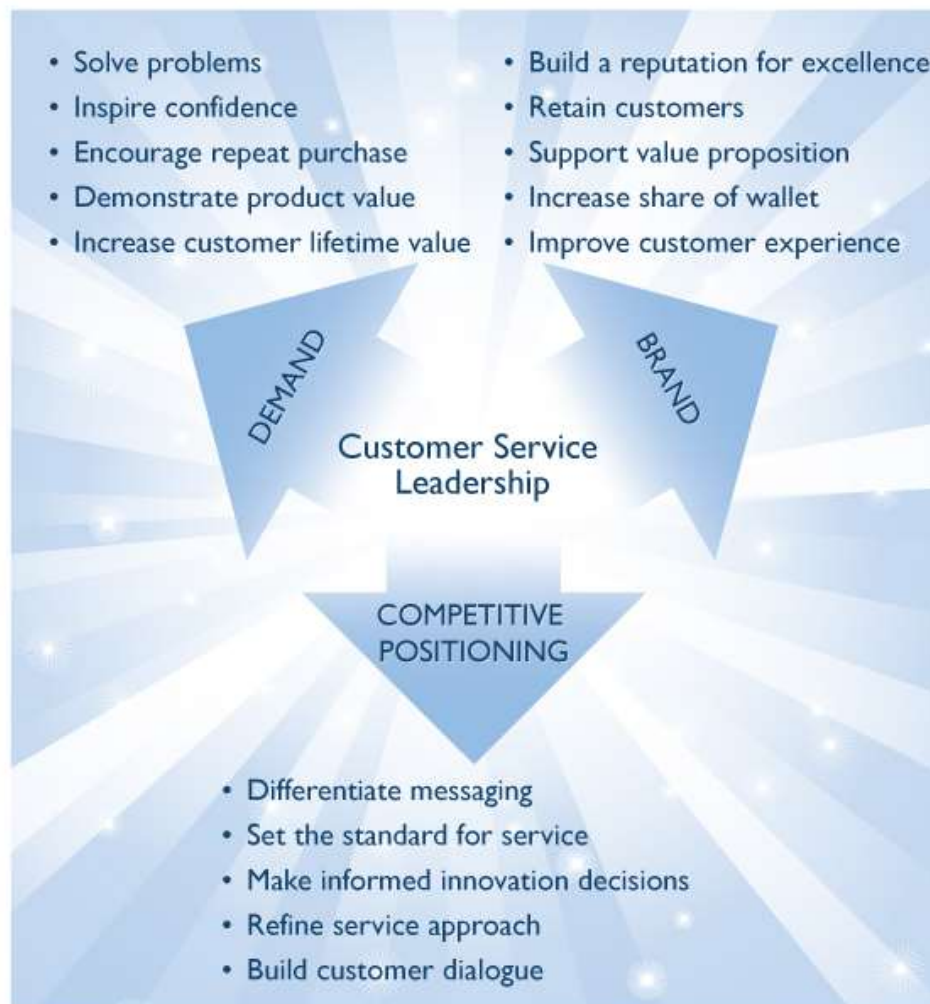 • Solve problems
• Inspire confidence
• Encourage repeat purchase
• Demonstrate product value
• Increase customer lifetime value
• Build a reputation for excellence
• Retain customers
• Support value proposition
• Increase share of wallet
• Improve customer experience
DEMAND
BRAND
Customer Service
Leadership
COMPETITIVE
POSITIONING
• Differentiate messaging
• Set the standard for service
• Make informed innovation decisions
• Refine service approach
• Build customer dialogue